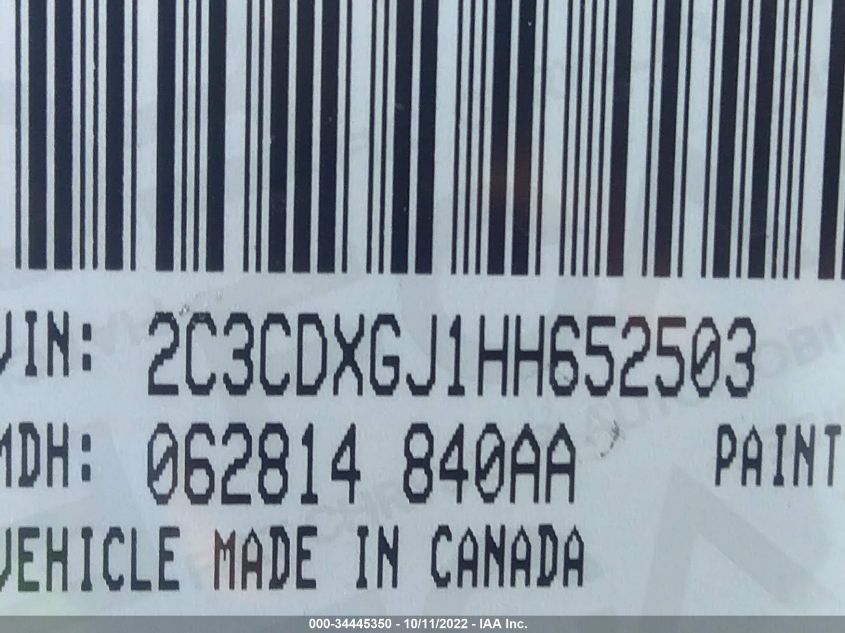 VIN: 2C3CDXGJ1HH652503
MDH: 062814 840AA PAINT
VEHICLE MADE IN CANADA
000-34445350 - 10/11/2022 - IAA Inc.